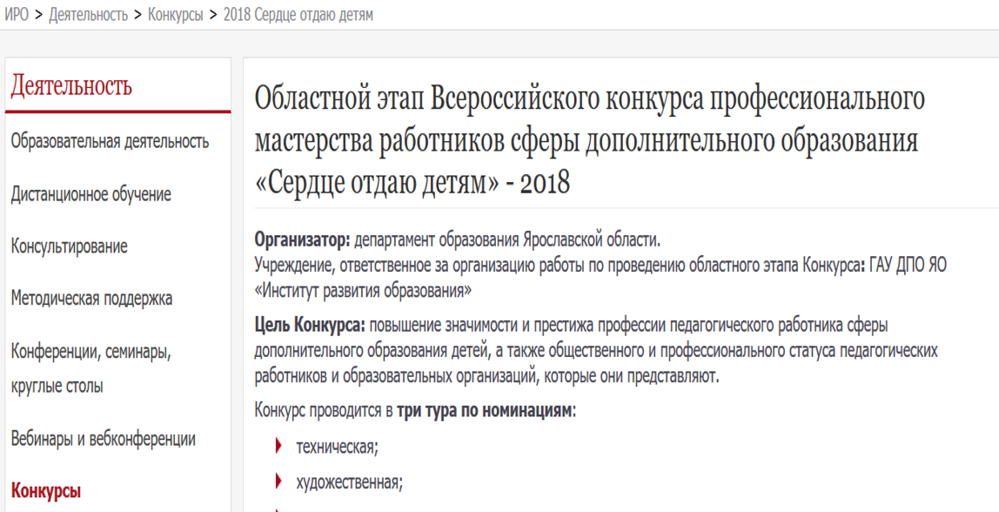 ИРО > Деятельность > Конкурсы > 2018 Сердце отдаю детям
Деятельность
Образовательная деятельность
Дистанционное обучение
Консультирование
Методическая поддержка
Конференции, семинары,
круглые столы
Вебинары и вебконференции
Конкурсы
Областной этап Всероссийского конкурса профессионального
мастерства работников сферы дополнительного образования
«Сердце отдаю детям» - 2018
Организатор: департамент образования Ярославской области.
Учреждение, ответственное за организацию работы по проведению областного этапа Конкурса: ГАУ ДПО ЯО
«Институт развития образования»
Цель Конкурса: повышение значимости и престижа профессии педагогического работника сферы
дополнительного образования детей, а также общественного и профессионального статуса педагогических
работников и образовательных организаций, которые они представляют.
Конкурс проводится в три тура по номинациям:
техническая;
художественная;